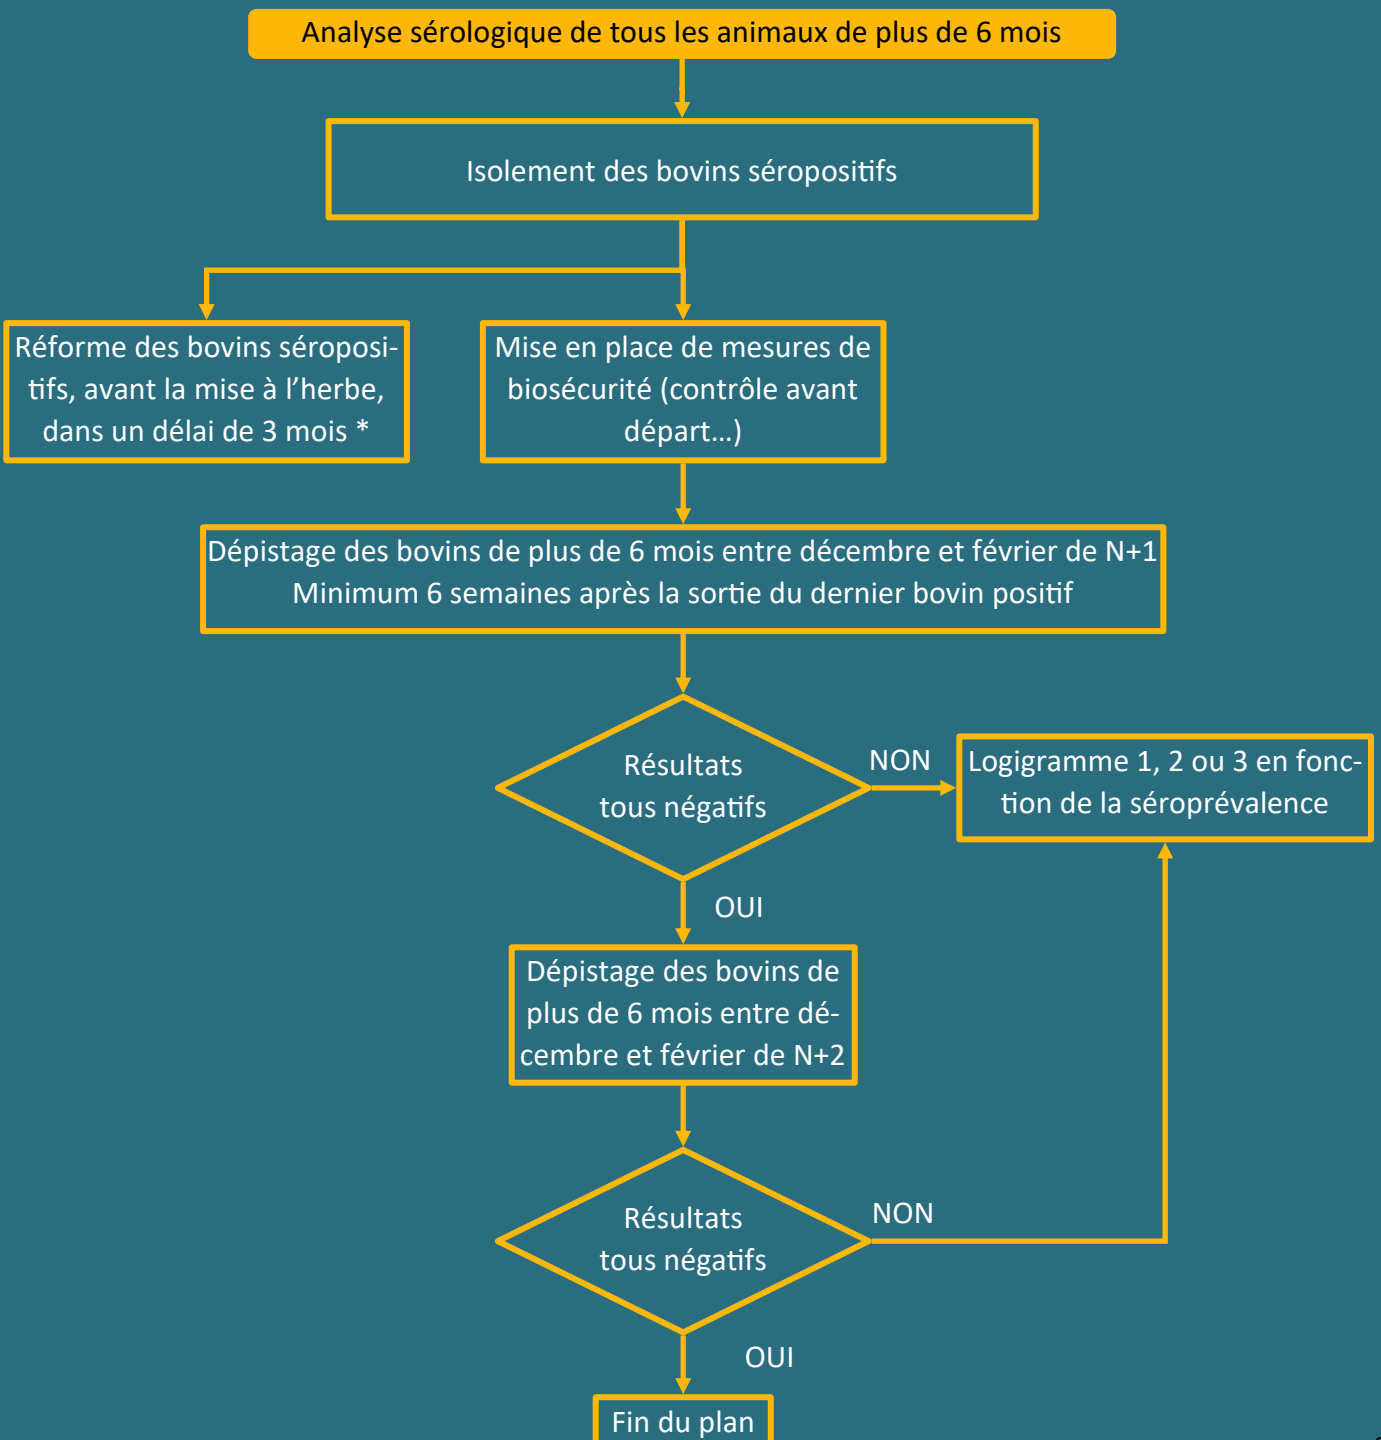 Analyse sérologique de tous les animaux de plus de 6 mois
Isolement des bovins séropositifs
Réforme des bovins séroposi-
tifs, avant la mise à l’herbe,
dans un délai de 3 mois *
Mise en place de mesures de
biosécurité (contrôle avant
départ…)
Dépistage des bovins de plus de 6 mois entre décembre et février de N+1
Minimum 6 semaines après la sortie du dernier bovin positif
Résultats
tous négatifs
NON
Logigramme 1, 2 ou 3 en fonc-
tion de la séroprévalence
OUI
Dépistage des bovins de
plus de 6 mois entre dé-
cembre et février de N+2
Résultats
tous négatifs
NON
OUI
Fin du plan